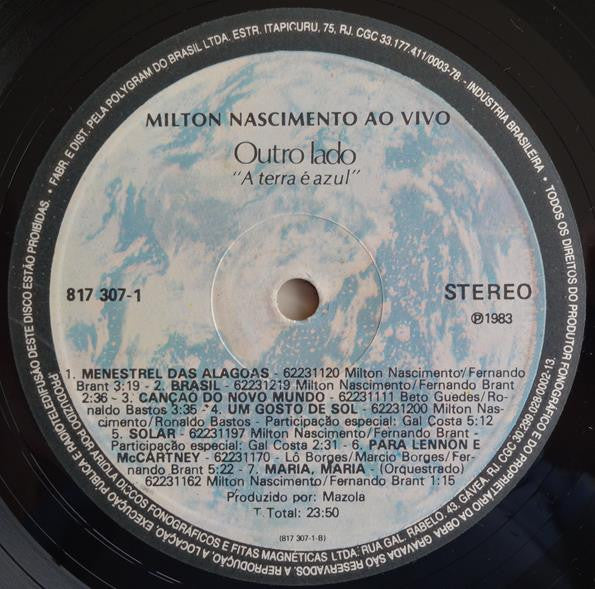 • FABR. E DIST. PELA POLYGRAM DO BRASIL LTDA. ESTR. ITAPICURU, 75, RJ. CGC 33.177.411/0003-78. - INDÚSTRIA BRASILEIRA •
TODOS OS DIREITOS DO PRODUTOR FONOGRÁFICO E DO PROPRIETÁRIO DA OBRA GRAVADA SÃO RESERVADOS. A REPRODUÇÃO, A LOCAÇÃO, EXECUÇÃO PÚBLICA E RADIOTELEDIFUSÃO DESTE DISCO ESTÃO PROIBIDAS.
PRODUZIDO POR ARIOLA DISCOS FONOGRÁFICOS E FITAS MAGNÉTICAS LTDA. RUA GAL. RABELO, 43, GÁVEA, RJ. CGC
MILTON NASCIMENTO AO VIVO
Outro lado
"A terra é azul"
817 307-1
STEREO
℗1983
1. MENESTREL DAS ALAGOAS - 62231120 Milton Nascimento/Fernando
Brant 3:19 - 2. BRASIL - 62231219 Milton Nascimento/Fernando Brant
2:36 - 3. CANÇÃO DO NOVO MUNDO - 62231111 Beto Guedes/Ro-
naldo Bastos 3:35 - 4. UM GOSTO DE SOL - 62231200 Milton Nas-
cimento/Ronaldo Bastos - Participação especial: Gal Costa 5:12
5. SOLAR - 62231197 Milton Nascimento/Fernando Brant -
Participação especial: Gal Costa 2:31 - 6. PARA LENNON E
McCARTNEY - 62231170 - Lô Borges/Marcio Borges/Fer-
nando Brant 5:22 - 7. MARIA, MARIA - (Orquestrado)
62231162 Milton Nascimento/Fernando Brant 1:15
Produzido por: Mazola
T. Total: 23:50
(817 307-1-B)